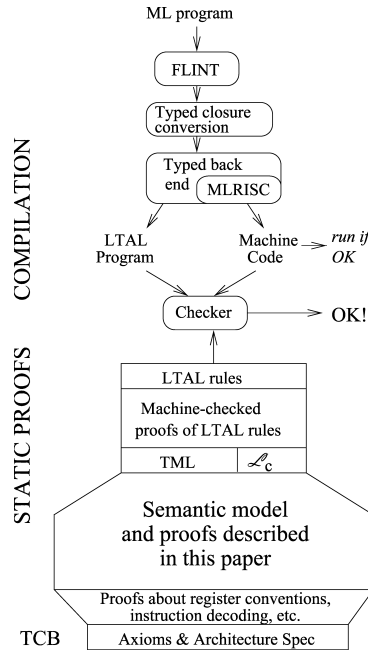 ML program
FLINT
Typed closure
conversion
Typed back
end
MLRISC
LTAL
Program
Machine
Code
run if
OK
Checker
OK!
COMPILATION
LTAL rules
Machine-checked
proofs of LTAL rules
TML
ℒc
Semantic model
and proofs described
in this paper
Proofs about register conventions,
instruction decoding, etc.
STATIC PROOFS
TCB
Axioms & Architecture Spec